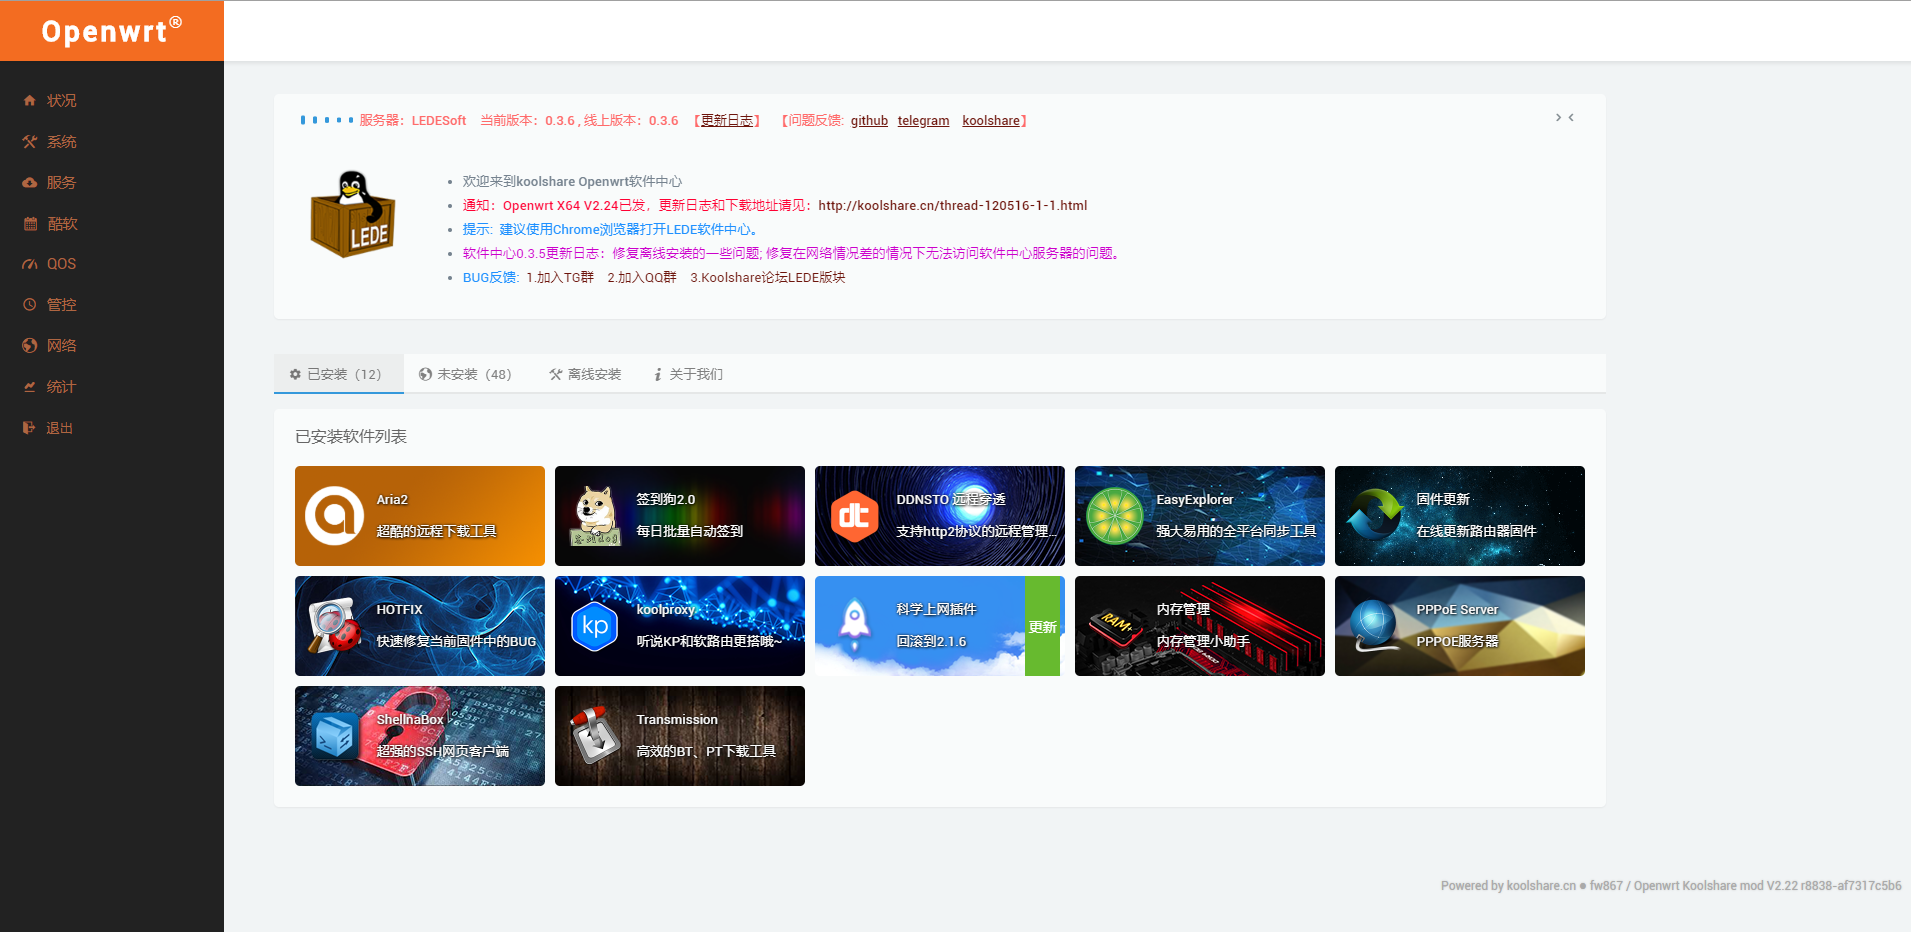 Openwrt®
状况
系统
服务
酷软
QOS
管控
网络
统计
退出
服务器：LEDESoft 当前版本：0.3.6 , 线上版本：0.3.6 【更新日志】 【问题反馈: github telegram koolshare】
LEDE
欢迎来到koolshare Openwrt软件中心
通知：Openwrt X64 V2.24已发，更新日志和下载地址请见：http://koolshare.cn/thread-120516-1-1.html
提示: 建议使用Chrome浏览器打开LEDE软件中心。
软件中心0.3.5更新日志：修复离线安装的一些问题; 修复在网络情况差的情况下无法访问软件中心服务器的问题。
BUG反馈: 1.加入TG群 2.加入QQ群 3.Koolshare论坛LEDE版块
已安装（12） 未安装（48） 离线安装 关于我们
已安装软件列表
Aria2
超酷的远程下载工具
签到狗2.0
每日批量自动签到
签到dog
dt
DDNSTO 远程穿透
支持http2协议的远程管理...
EasyExplorer
强大易用的全平台同步工具
固件更新
在线更新路由器固件
HOTFIX
快速修复当前固件中的BUG
kp
koolproxy
听说KP和软路由更搭哦~
科学上网插件
回滚到2.1.6
更新
RAM+
内存管理
内存管理小助手
PPPoE Server
PPPOE服务器
ShellnaBox
超强的SSH网页客户端
Transmission
高效的BT、PT下载工具
Powered by koolshare.cn ● fw867 / Openwrt Koolshare mod V2.22 r8838-af7317c5b6